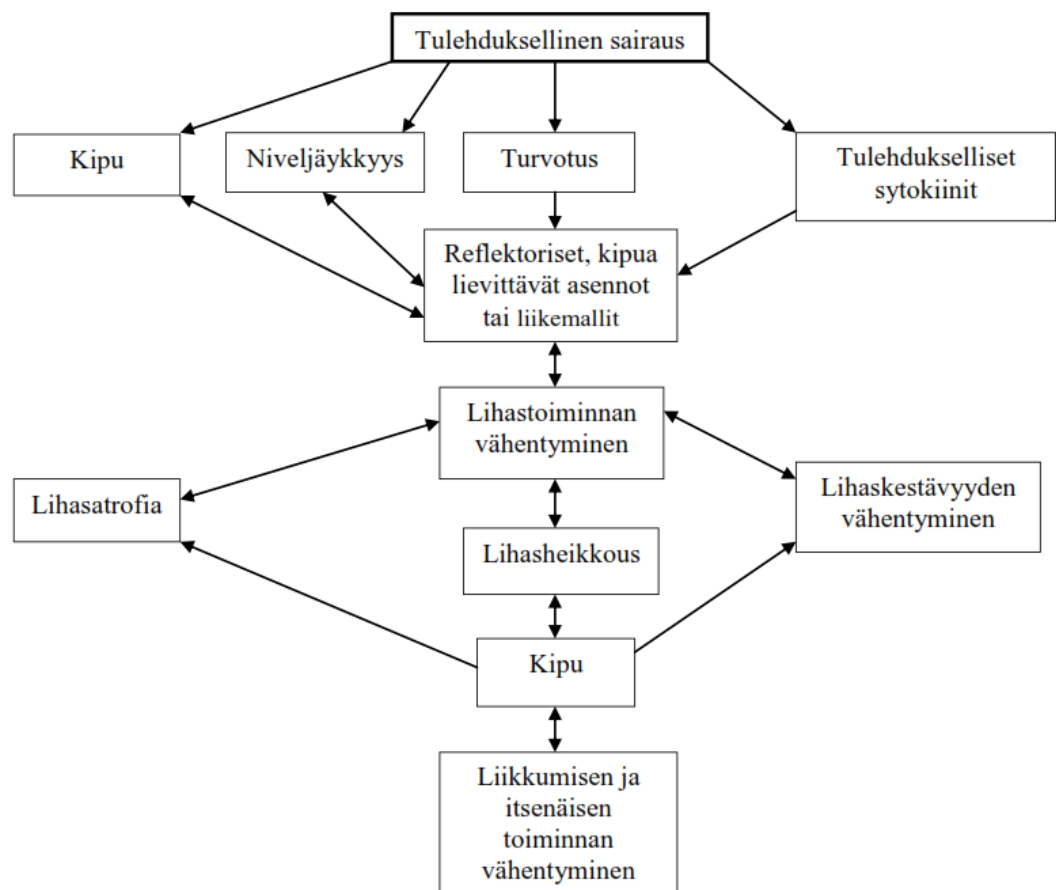 Tulehduksellinen sairaus
Kipu
Niveljäykkyys
Turvotus
Tulehdukselliset
sytokiinit
Reflektoriset, kipua
lievittävät asennot
tai liikemallit
Lihastoiminnan
vähentyminen
Lihasatrofia
Lihaskestävyyden
vähentyminen
Lihasheikkous
Kipu
Liikkumisen ja
itsenäisen
toiminnan
vähentyminen